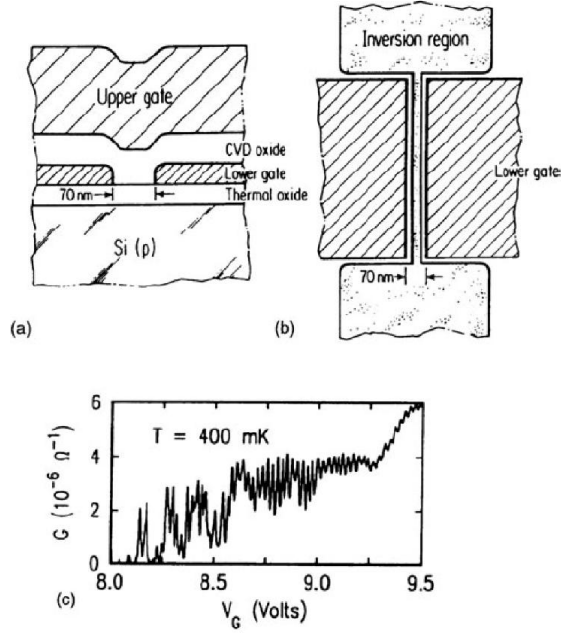 (a)
Upper gate
CVD oxide
Lower gate
70 nm
Thermal oxide
Si (p)
(b)
Inversion region
Lower gate
70 nm
(c)
T = 400 mK
G (10⁻⁶ Ω⁻¹)
6
4
2
0
8.0 8.5 9.0 9.5
V_G (Volts)